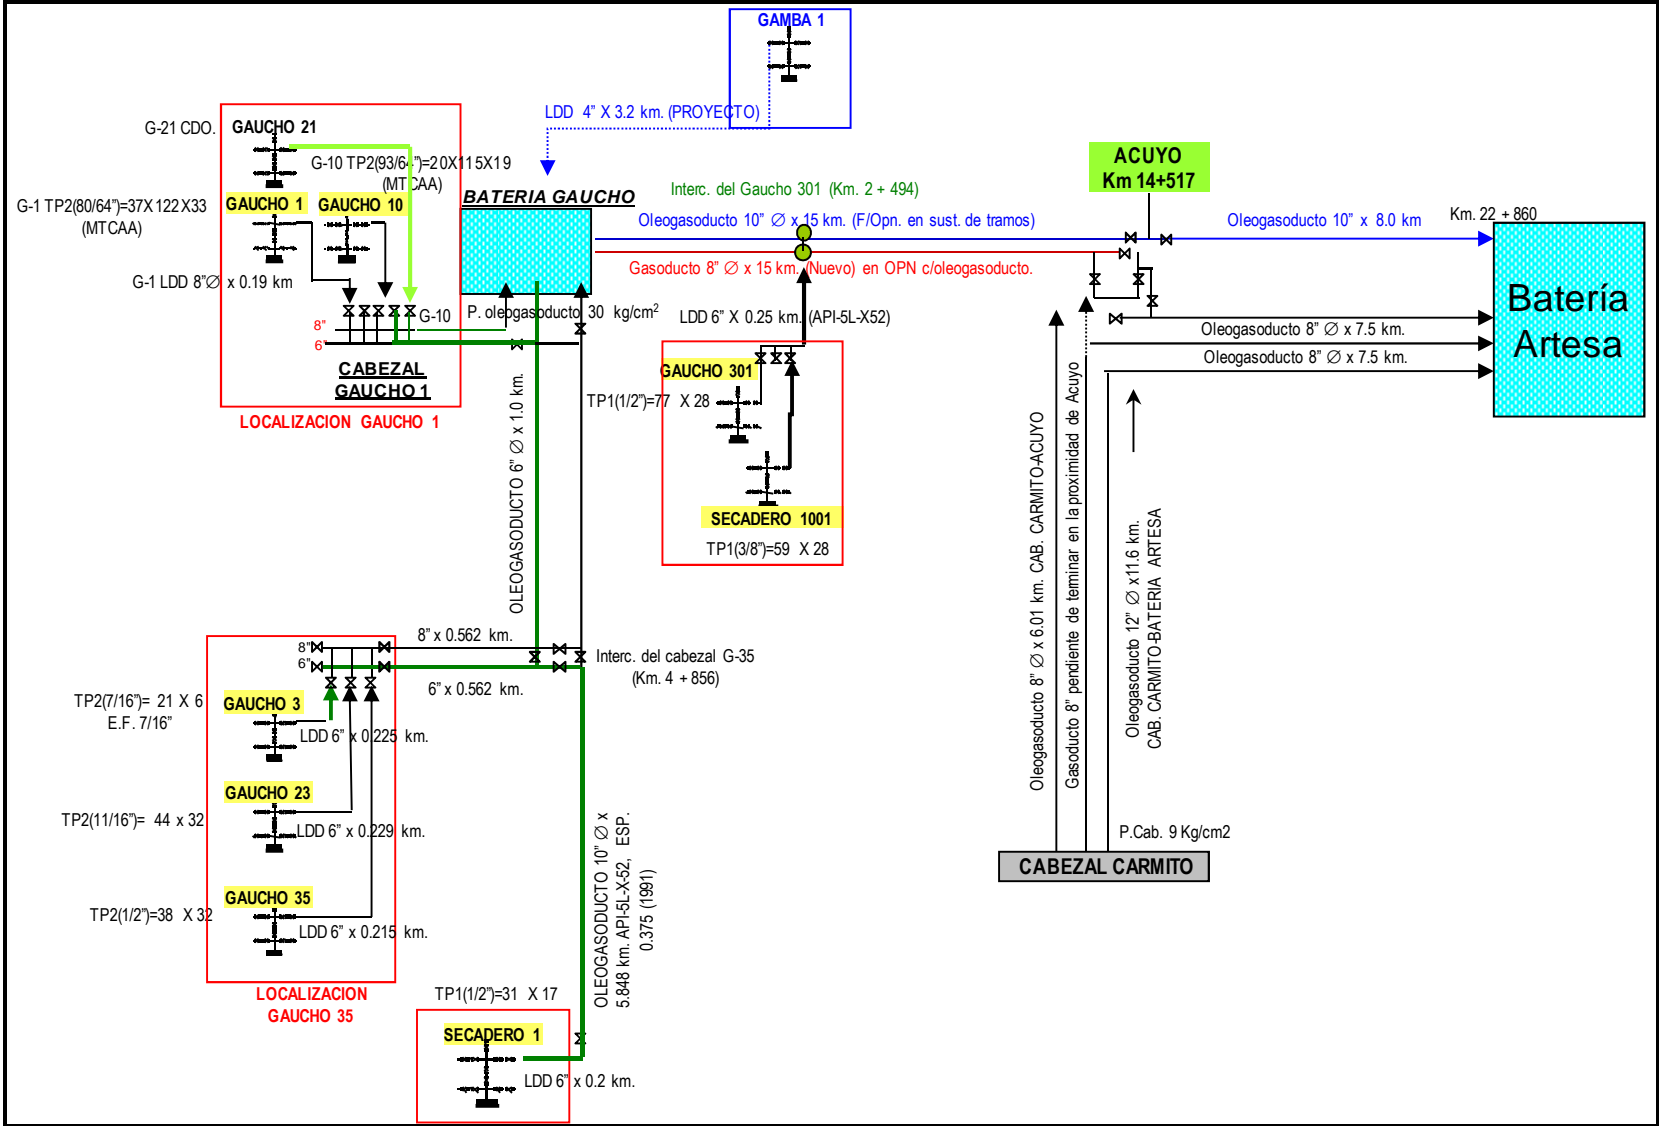 GAMBA 1
LDD 4" X 3.2 km. (PROYECTO)
G-21 CDO.
GAUCHO 21
G-10 TP2(93/64")=20X115X19
(MTCAA)
G-1 TP2(80/64")=37X122X33
(MTCAA)
GAUCHO 1
GAUCHO 10
G-1 LDD 8"Ø x 0.19 km
G-10
8"
6"
CABEZAL
GAUCHO 1
LOCALIZACION GAUCHO 1
BATERIA GAUCHO
P. oleogasoducto 30 kg/cm²
Interc. del Gaucho 301 (Km. 2 + 494)
Oleogasoducto 10" Ø x 15 km. (F/Opn. en sust. de tramos)
Gasoducto 8" Ø x 15 km. (Nuevo) en OPN c/oleogasoducto.
ACUYO
Km 14+517
Oleogasoducto 10" x 8.0 km
Km. 22 + 860
Batería
Artesa
Oleogasoducto 8" Ø x 7.5 km.
Oleogasoducto 8" Ø x 7.5 km.
LDD 6" X 0.25 km. (API-5L-X52)
GAUCHO 301
TP1(1/2")=77 X 28
SECADERO 1001
TP1(3/8")=59 X 28
OLEOGASODUCTO 6" Ø x 1.0 km.
8"
6"
8" x 0.562 km.
6" x 0.562 km.
Interc. del cabezal G-35
(Km. 4 + 856)
TP2(7/16")= 21 X 6
E.F. 7/16"
GAUCHO 3
LDD 6" x 0.225 km.
GAUCHO 23
TP2(11/16")= 44 x 32
LDD 6" x 0.229 km.
GAUCHO 35
TP2(1/2")=38 X 32
LDD 6" x 0.215 km.
LOCALIZACION
GAUCHO 35
OLEOGASODUCTO 10" Ø x
5.848 km. API-5L-X-52, ESP.
0.375 (1991)
TP1(1/2")=31 X 17
SECADERO 1
LDD 6" x 0.2 km.
Oleogasoducto 8" Ø x 6.01 km. CAB. CARMITO-ACUYO
Gasoducto 8" pendiente de terminar en la proximidad de Acuyo
Oleogasoducto 12" Ø x11.6 km.
CAB. CARMITO-BATERIA ARTESA
P.Cab. 9 Kg/cm2
CABEZAL CARMITO